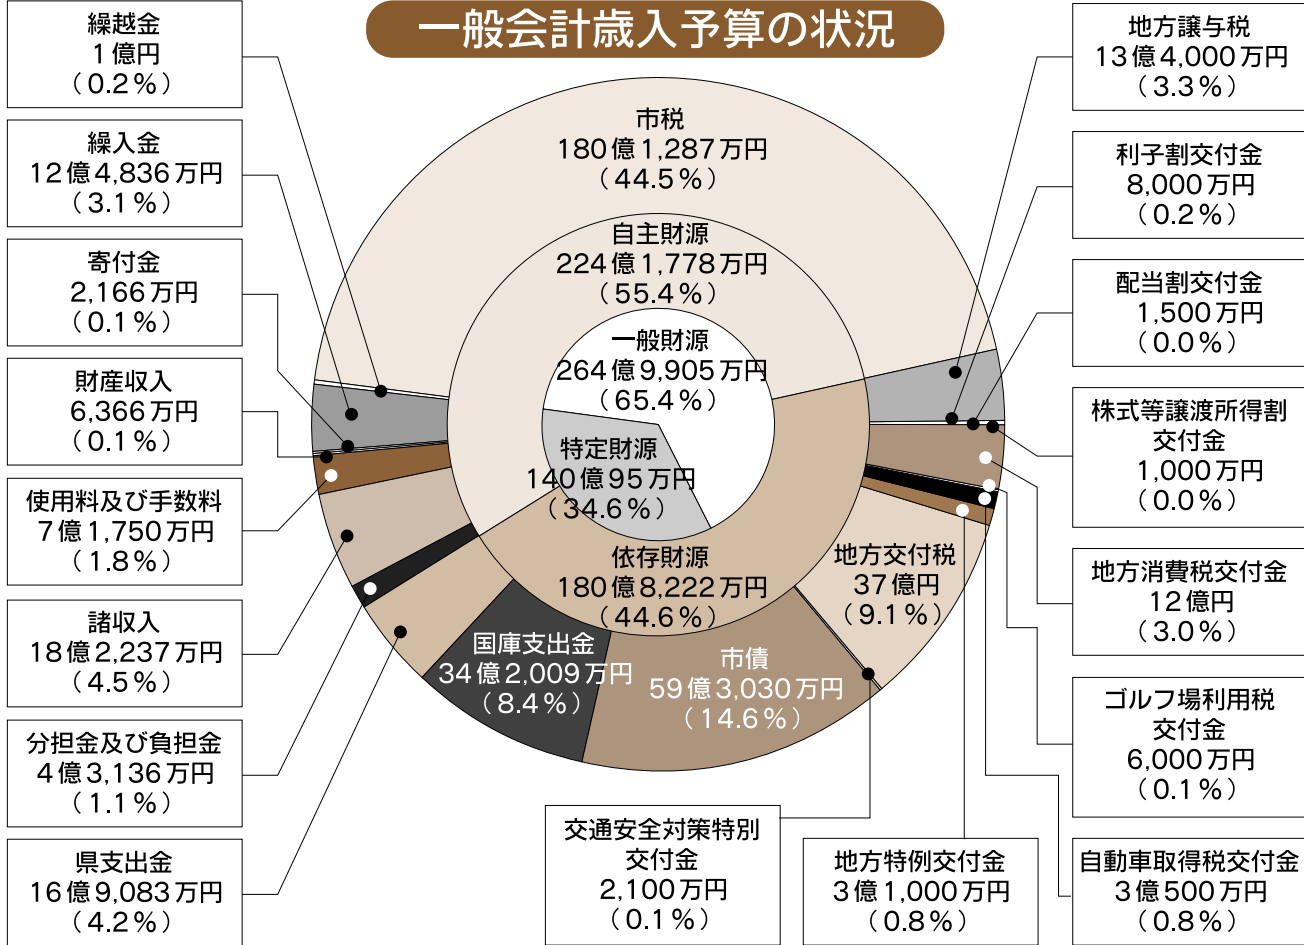 一般会計歳入予算の状況
繰越金
1億円
（0.2％）
繰入金
12億4,836万円
（3.1％）
寄付金
2,166万円
（0.1％）
財産収入
6,366万円
（0.1％）
使用料及び手数料
7億1,750万円
（1.8％）
諸収入
18億2,237万円
（4.5％）
分担金及び負担金
4億3,136万円
（1.1％）
県支出金
16億9,083万円
（4.2％）
市税
180億1,287万円
（44.5％）
自主財源
224億1,778万円
（55.4％）
一般財源
264億9,905万円
（65.4％）
特定財源
140億95万円
（34.6％）
依存財源
180億8,222万円
（44.6％）
地方交付税
37億円
（9.1％）
国庫支出金
34億2,009万円
（8.4％）
市債
59億3,030万円
（14.6％）
地方譲与税
13億4,000万円
（3.3％）
利子割交付金
8,000万円
（0.2％）
配当割交付金
1,500万円
（0.0％）
株式等譲渡所得割
交付金
1,000万円
（0.0％）
地方消費税交付金
12億円
（3.0％）
ゴルフ場利用税
交付金
6,000万円
（0.1％）
自動車取得税交付金
3億500万円
（0.8％）
地方特例交付金
3億1,000万円
（0.8％）
交通安全対策特別
交付金
2,100万円
（0.1％）